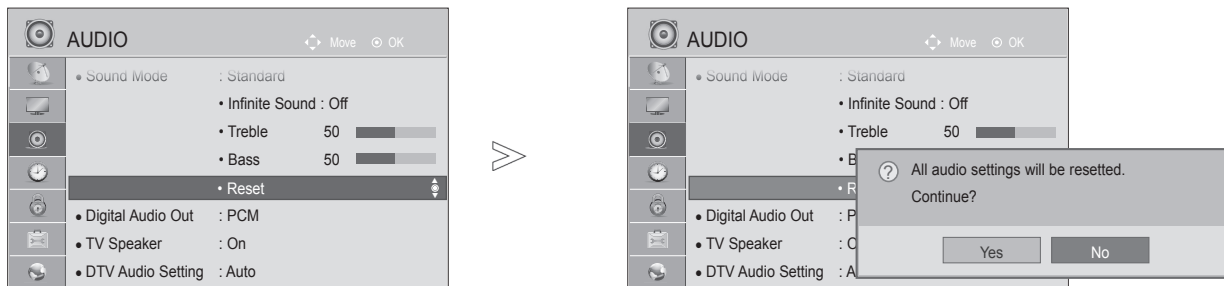 AUDIO
Move OK
• Sound Mode : Standard
• Infinite Sound : Off
• Treble 50
• Bass 50
• Reset
• Digital Audio Out : PCM
• TV Speaker : On
• DTV Audio Setting : Auto
AUDIO
Move OK
• Sound Mode : Standard
• Infinite Sound : Off
• Treble 50
• B
• R
• Digital Audio Out : P
• TV Speaker : O
• DTV Audio Setting : A
? All audio settings will be resetted.
Continue?
Yes No